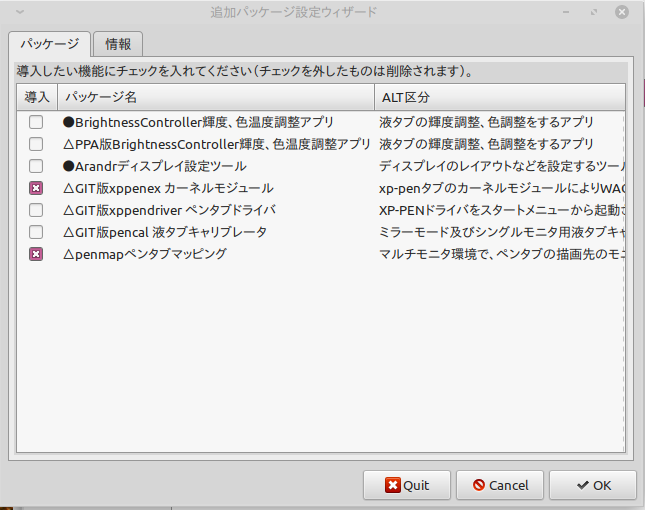 追加パッケージ設定ウィザード
パッケージ 情報
導入したい機能にチェックを入れてください(チェックを外したものは削除されます)。
導入 パッケージ名 ALT区分
●BrightnessController輝度、色温度調整アプリ 液タブの輝度調整、色調整をするアプリ
△PPA版BrightnessController輝度、色温度調整アプリ 液タブの輝度調整、色調整をするアプリ
●Arandrディスプレイ設定ツール ディスプレイのレイアウトなどを設定するツール
△GIT版xppenex カーネルモジュール xp-penタブのカーネルモジュールによりWAC
△GIT版xppendriver ペンタブドライバ XP-PENドライバをスタートメニューから起動さ
△GIT版pencal 液タブキャリブレータ ミラーモード及びシングルモニタ用液タブキャ
△penmapペンタブマッピング マルチモニタ環境で、ペンタブの描画先のモニ
Quit Cancel OK